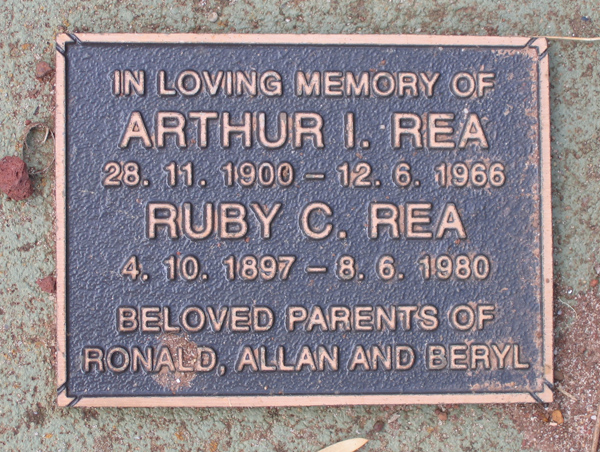 IN LOVING MEMORY OF
ARTHUR I. REA
28. 11. 1900 – 12. 6. 1966
RUBY C. REA
4. 10. 1897 – 8. 6. 1980
BELOVED PARENTS OF
RONALD, ALLAN AND BERYL